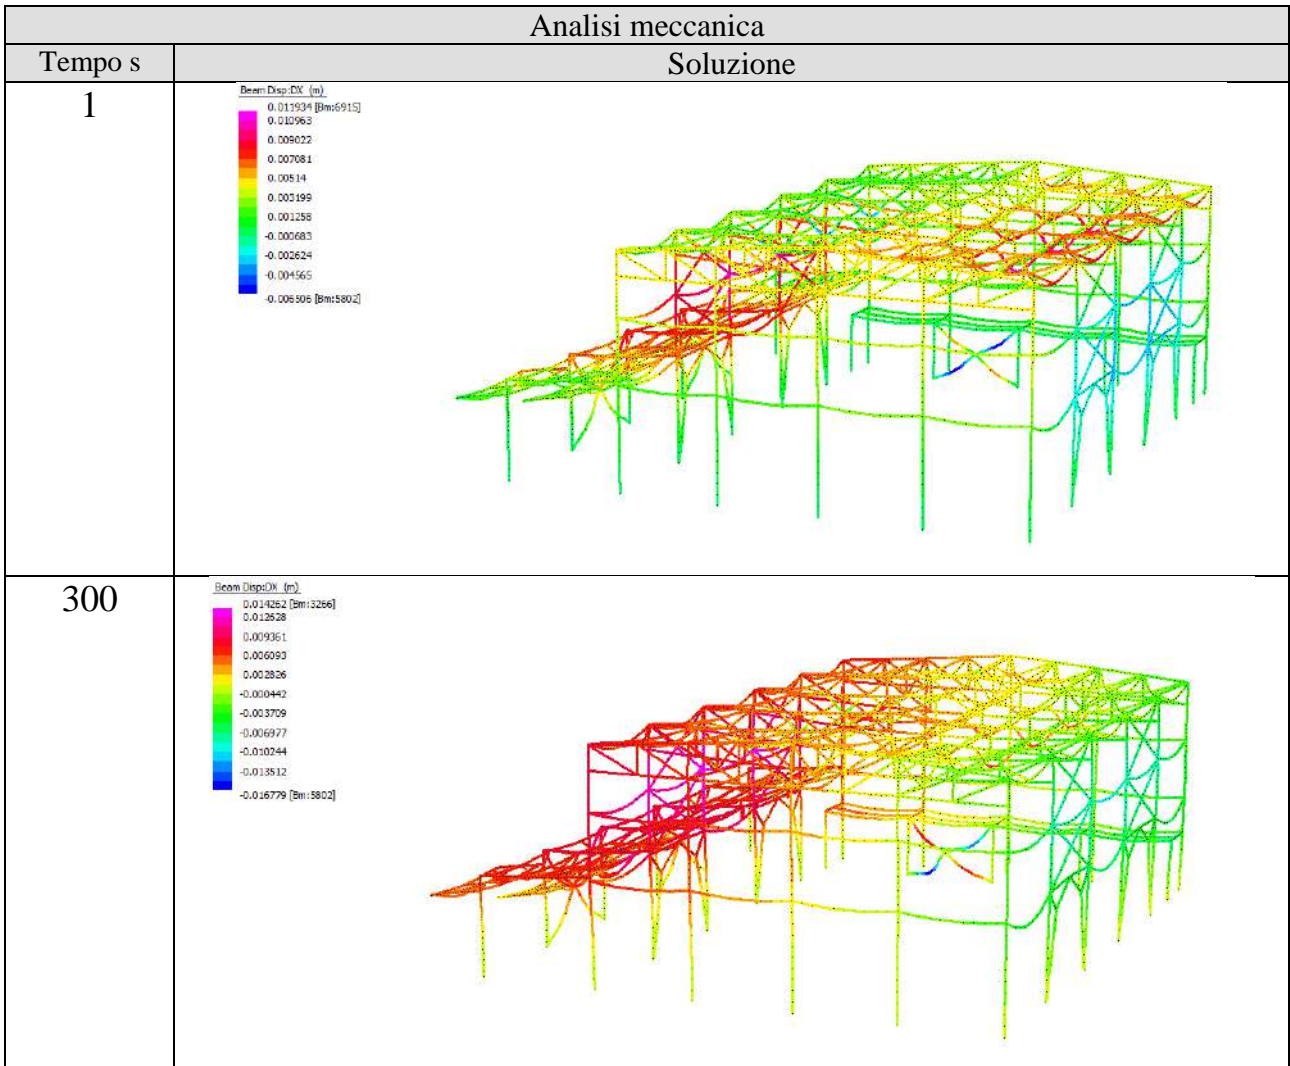 Analisi meccanica
Tempo s Soluzione
1
Beam Disp:DX (m)
0.011934 [Bm:6915]
0.010963
0.009022
0.007081
0.00514
0.003199
0.001258
-0.000683
-0.002624
-0.004565
-0.006506 [Bm:5802]
300
Beam Disp:DX (m)
0.014262 [Bm:3266]
0.012628
0.009361
0.006093
0.002826
-0.000442
-0.003709
-0.006977
-0.010244
-0.013512
-0.016779 [Bm:5802]